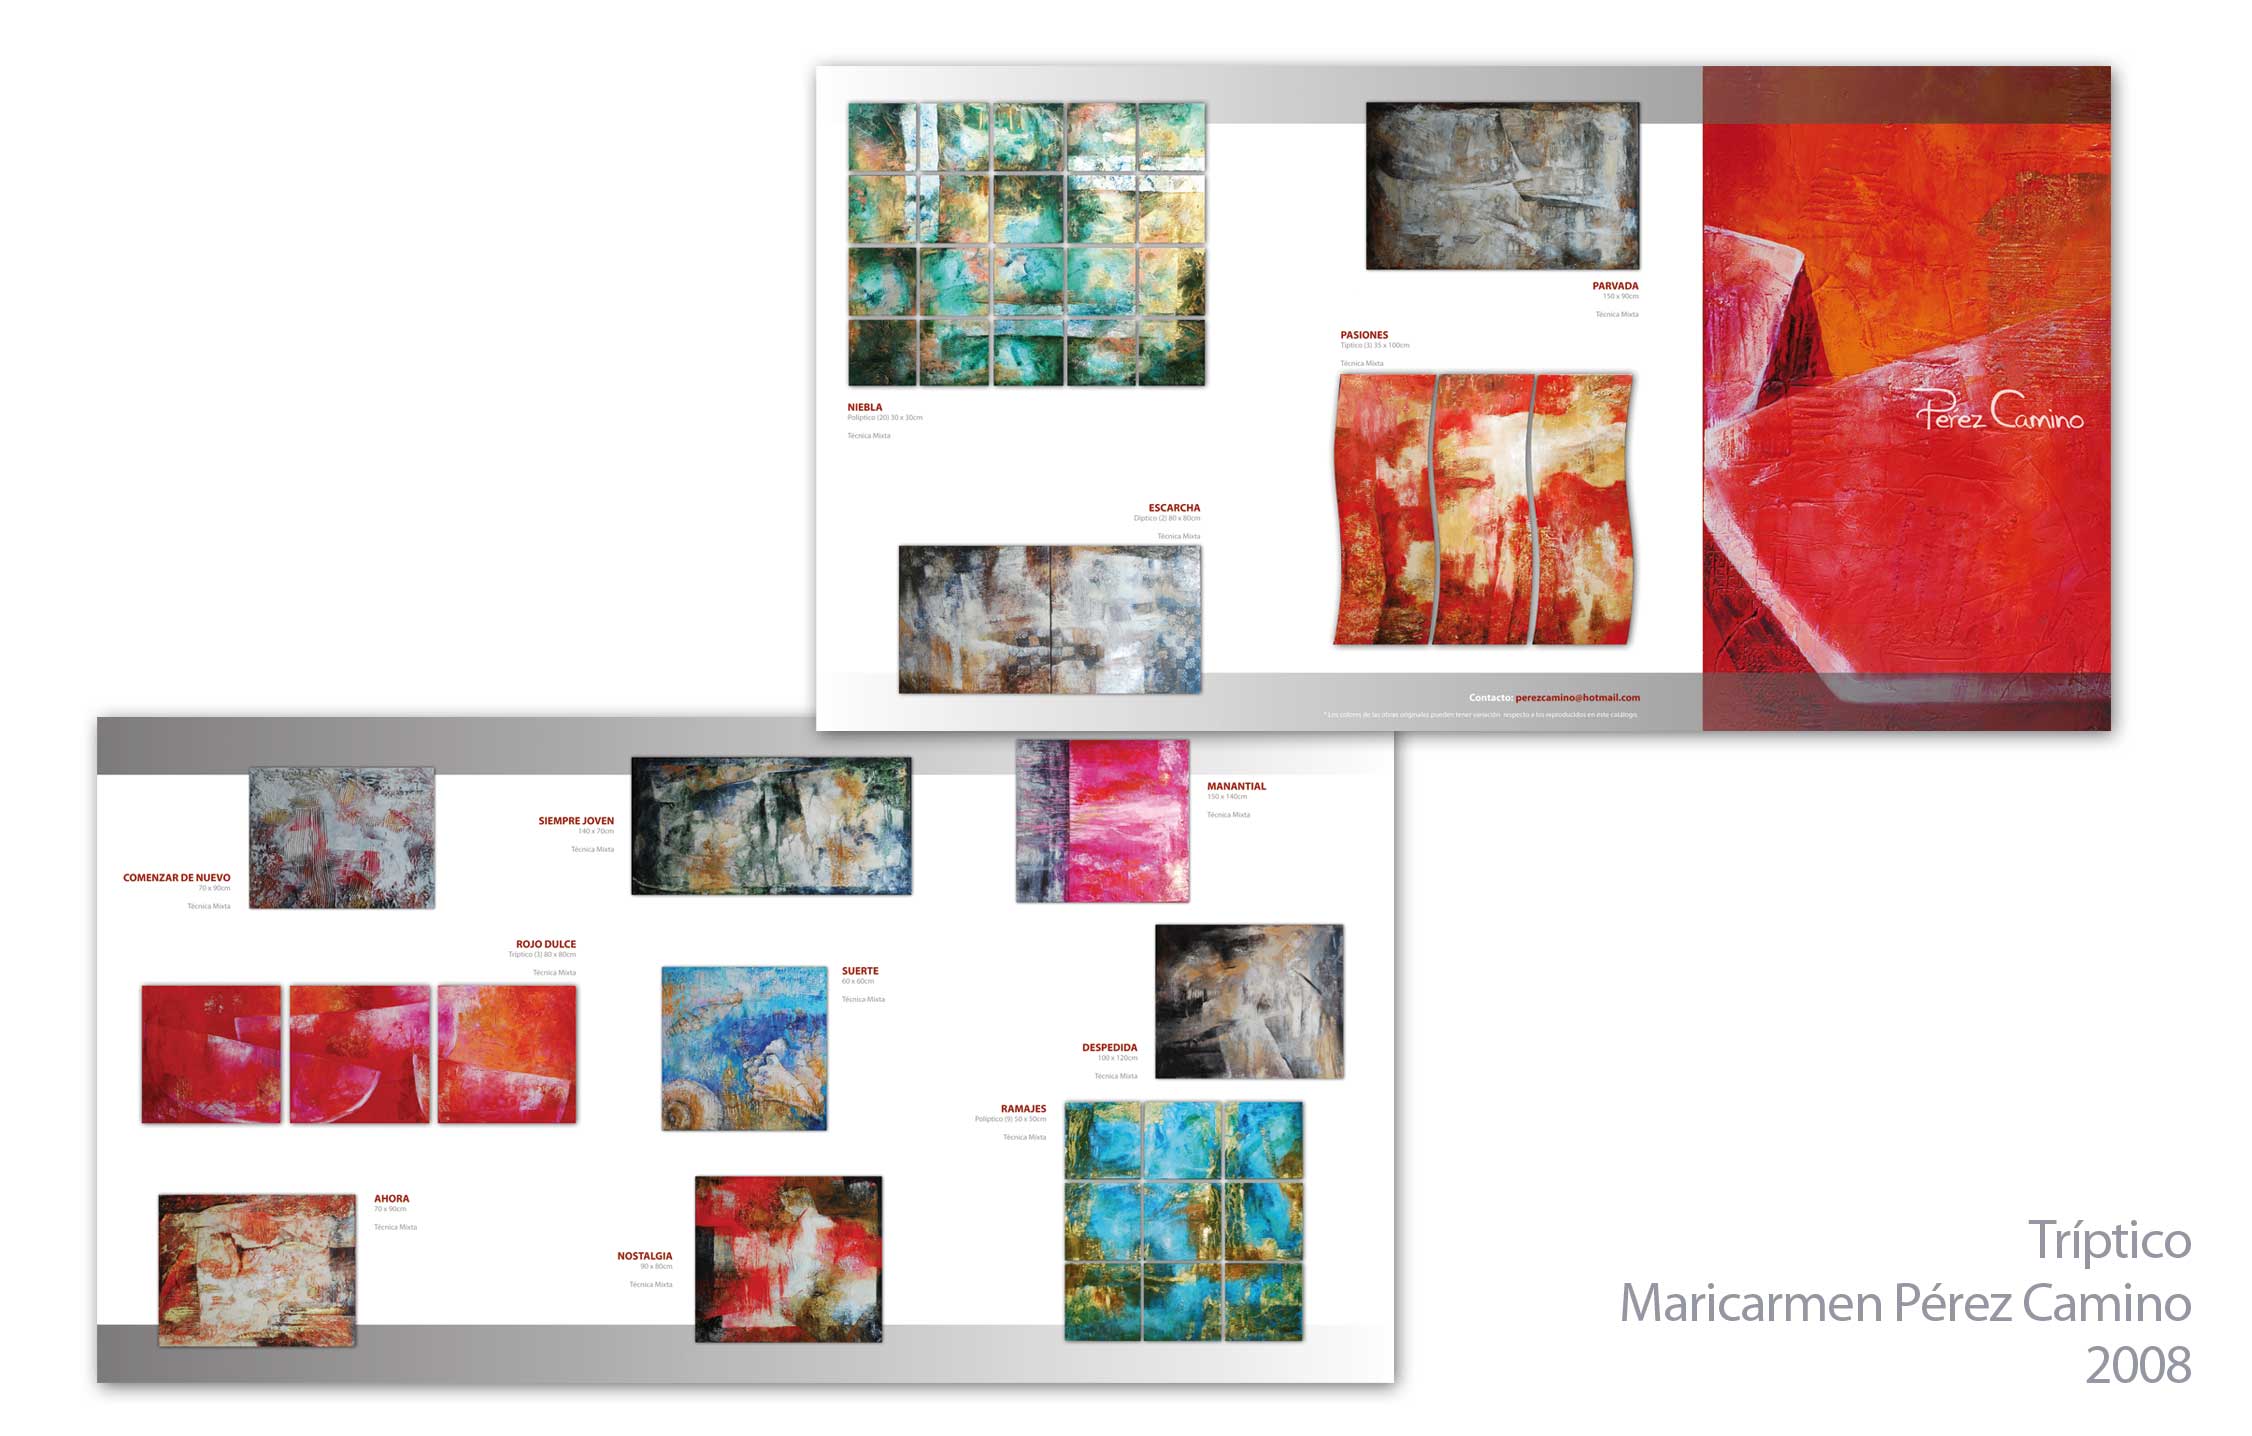 NIEBLA
Políptico (20) 30 x 30cm
Técnica Mixta
ESCARCHA
Díptico (2) 80 x 80cm
Técnica Mixta
PARVADA
150 x 90cm
Técnica Mixta
PASIONES
Típtico (3) 35 x 100cm
Técnica Mixta
Contacto: perezcamino@hotmail.com
* Los colores de las obras originales pueden tener variación respecto a los reproducidos en éste catálogo.
Pérez Camino
COMENZAR DE NUEVO
70 x 90cm
Técnica Mixta
SIEMPRE JOVEN
140 x 70cm
Técnica Mixta
MANANTIAL
150 x 140cm
Técnica Mixta
ROJO DULCE
Tríptico (3) 80 x 80cm
Técnica Mixta
SUERTE
60 x 60cm
Técnica Mixta
DESPEDIDA
100 x 120cm
Técnica Mixta
RAMAJES
Políptico (9) 50 x 50cm
Técnica Mixta
AHORA
70 x 90cm
Técnica Mixta
NOSTALGIA
90 x 80cm
Técnica Mixta
Tríptico
Maricarmen Pérez Camino
2008